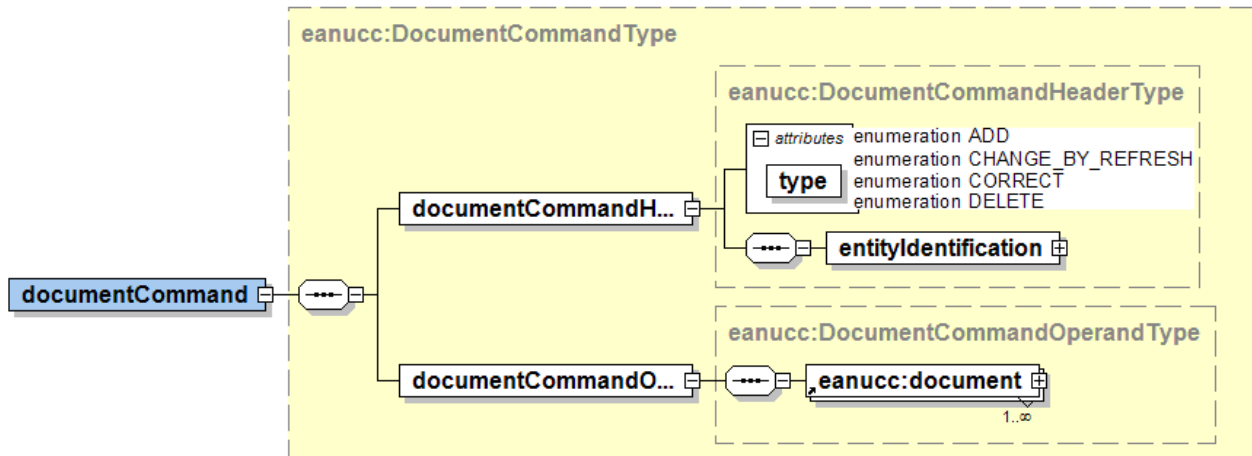 eanucc:DocumentCommandType
eanucc:DocumentCommandHeaderType
attributes
enumeration ADD
enumeration CHANGE_BY_REFRESH
type
enumeration CORRECT
enumeration DELETE
documentCommandH...
entityIdentification
documentCommand
eanucc:DocumentCommandOperandType
documentCommandO...
eanucc:document
1..∞